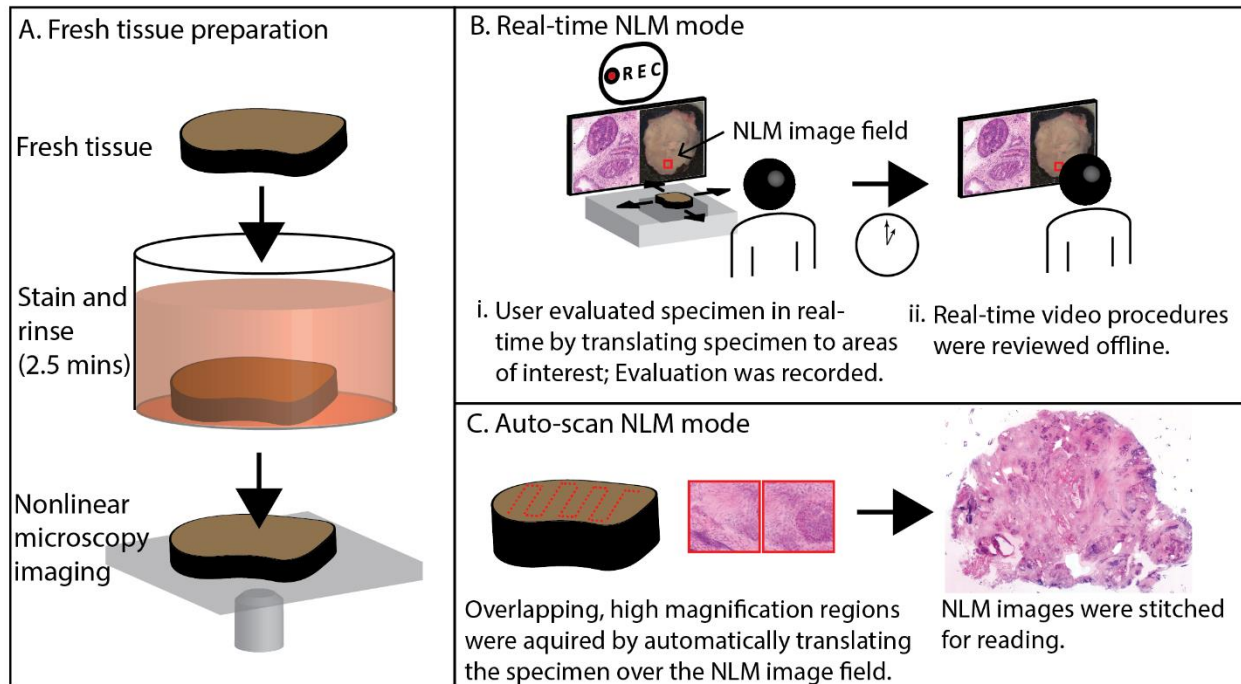 A. Fresh tissue preparation
Fresh tissue
Stain and
rinse
(2.5 mins)
Nonlinear
microscopy
imaging
B. Real-time NLM mode
REC
NLM image field
i. User evaluated specimen in real-
time by translating specimen to areas
of interest; Evaluation was recorded.
ii. Real-time video procedures
were reviewed offline.
C. Auto-scan NLM mode
Overlapping, high magnification regions
were aquired by automatically translating
the specimen over the NLM image field.
NLM images were stitched
for reading.